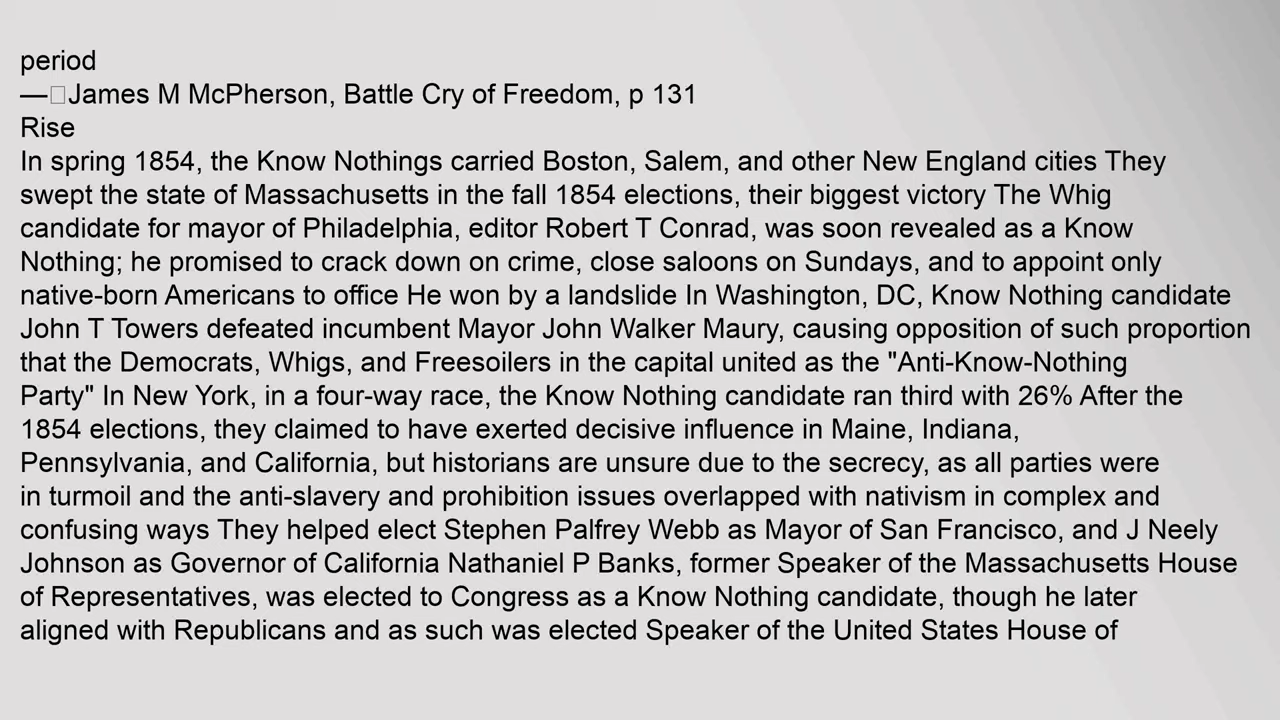 period
—□James M McPherson, Battle Cry of Freedom, p 131
Rise
In spring 1854, the Know Nothings carried Boston, Salem, and other New England cities They
swept the state of Massachusetts in the fall 1854 elections, their biggest victory The Whig
candidate for mayor of Philadelphia, editor Robert T Conrad, was soon revealed as a Know
Nothing; he promised to crack down on crime, close saloons on Sundays, and to appoint only
native-born Americans to office He won by a landslide In Washington, DC, Know Nothing candidate
John T Towers defeated incumbent Mayor John Walker Maury, causing opposition of such proportion
that the Democrats, Whigs, and Freesoilers in the capital united as the "Anti-Know-Nothing
Party" In New York, in a four-way race, the Know Nothing candidate ran third with 26% After the
1854 elections, they claimed to have exerted decisive influence in Maine, Indiana,
Pennsylvania, and California, but historians are unsure due to the secrecy, as all parties were
in turmoil and the anti-slavery and prohibition issues overlapped with nativism in complex and
confusing ways They helped elect Stephen Palfrey Webb as Mayor of San Francisco, and J Neely
Johnson as Governor of California Nathaniel P Banks, former Speaker of the Massachusetts House
of Representatives, was elected to Congress as a Know Nothing candidate, though he later
aligned with Republicans and as such was elected Speaker of the United States House of